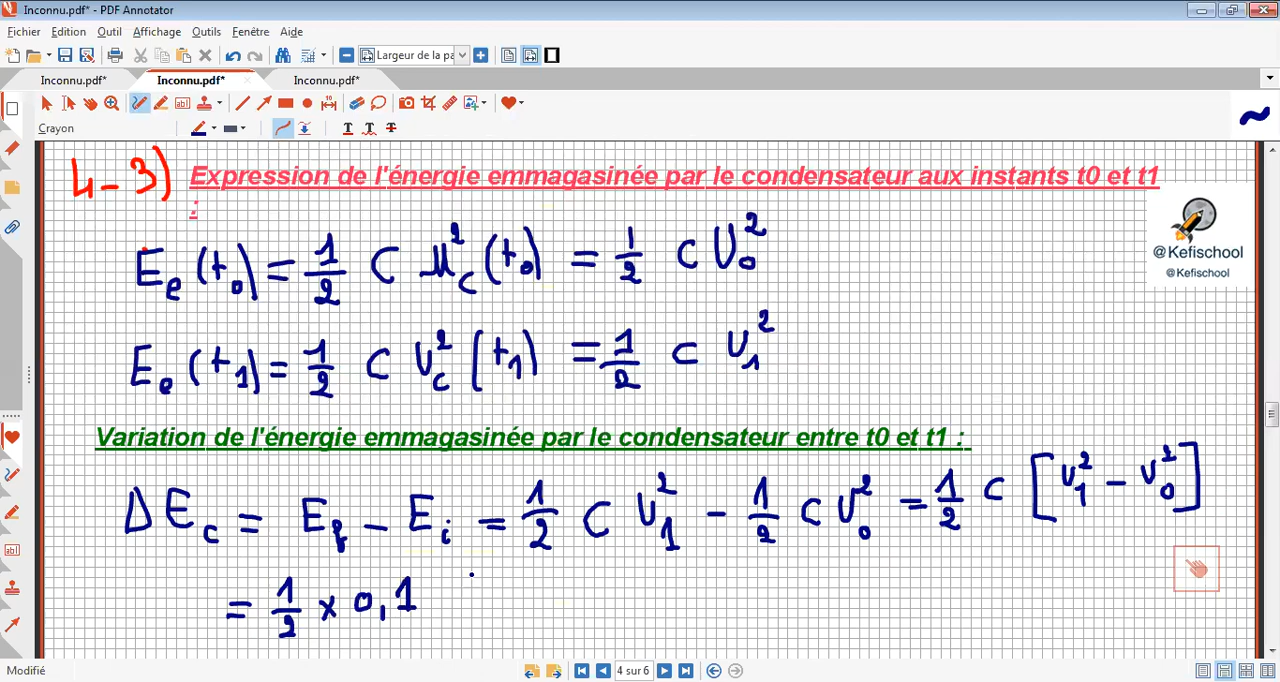 Inconnu.pdf* - PDF Annotator
Fichier Edition Outil Affichage Outils Fenêtre Aide
Largeur de la pa
Inconnu.pdf* Inconnu.pdf* Inconnu.pdf*
Crayon
4-3) Expression de l'énergie emmagasinée par le condensateur aux instants t0 et t1
:
@Kefischool
@Kefischool
Ee(t0) = 1/2 C uc²(t0) = 1/2 C U0²
Ee(t1) = 1/2 C Uc²(t1) = 1/2 C U1²
Variation de l'énergie emmagasinée par le condensateur entre t0 et t1 :
ΔEc = Ef - Ei = 1/2 C U1² - 1/2 C U0² = 1/2 C [U1² - U0²]
= 1/2 × 0,1
Modifié 4 sur 6